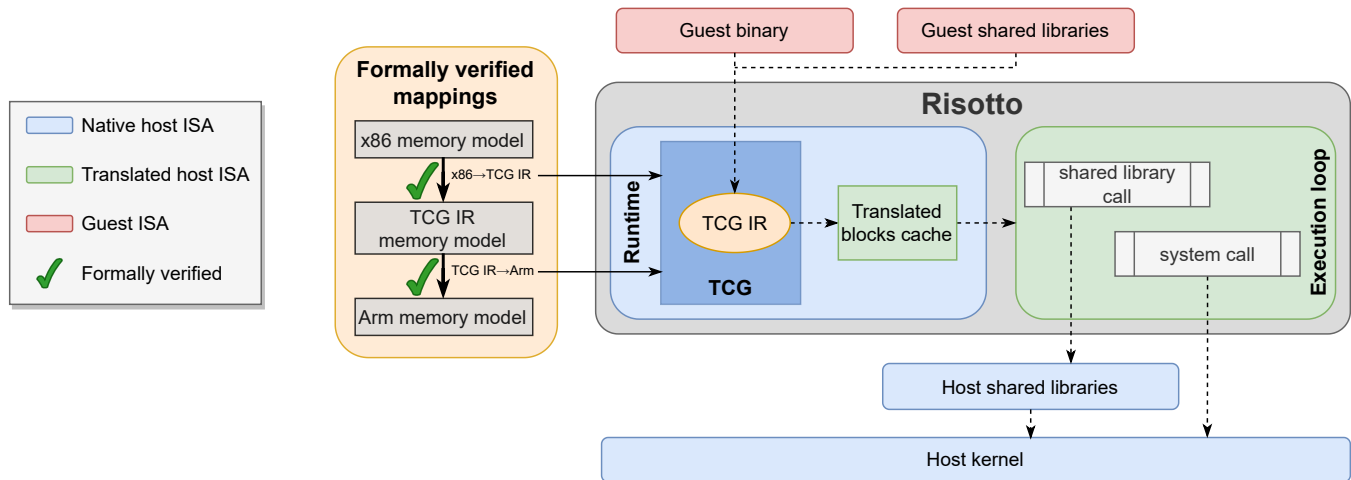 Native host ISA
Translated host ISA
Guest ISA
Formally verified
Formally verified
mappings
x86 memory model
x86→TCG IR
TCG IR
memory model
TCG IR→Arm
Arm memory model
Guest binary
Guest shared libraries
Risotto
Runtime
TCG IR
TCG
Translated
blocks cache
shared library
call
system call
Execution loop
Host shared libraries
Host kernel